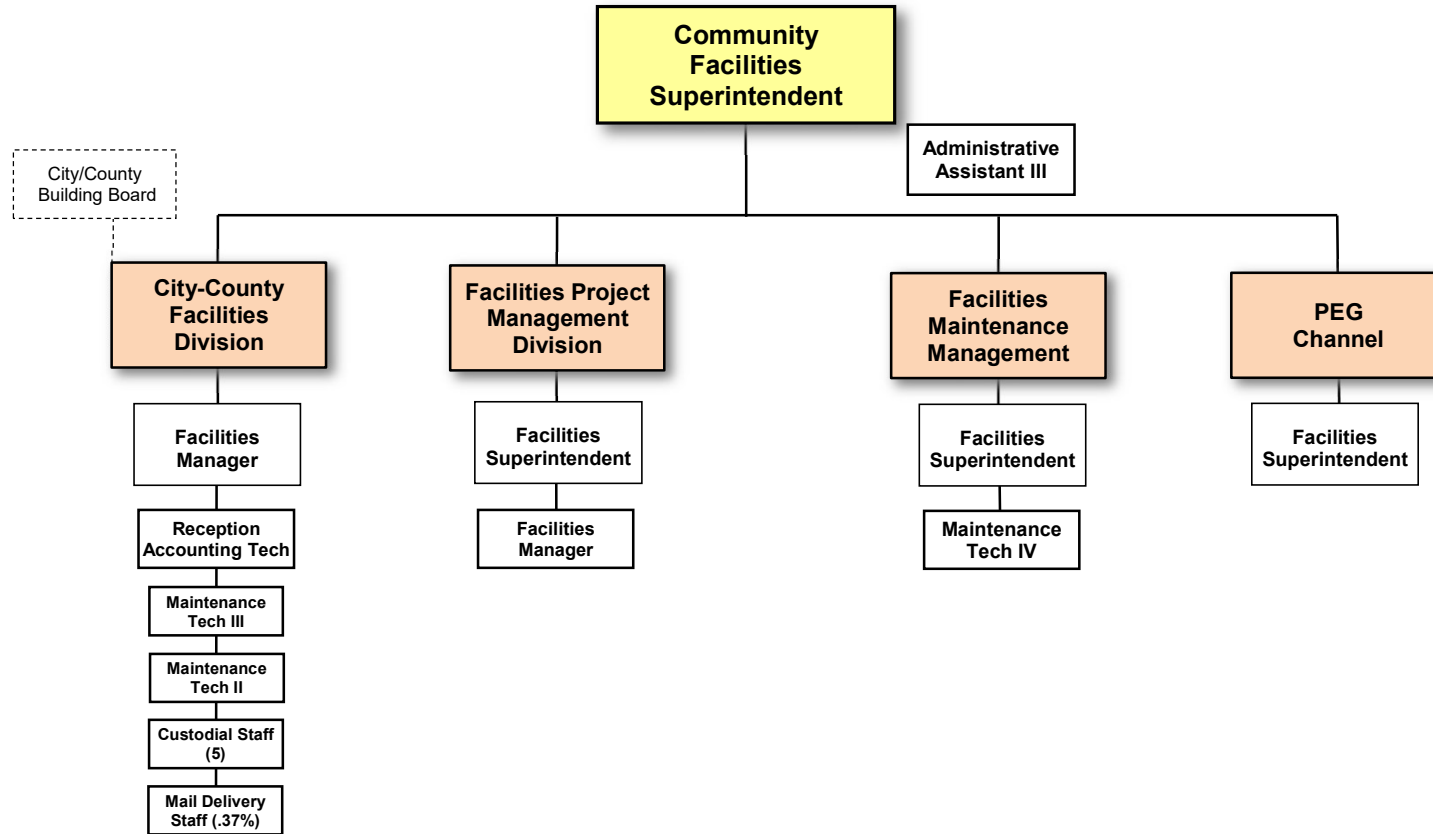 Community
Facilities
Superintendent
Administrative
Assistant III
City/County
Building Board
City-County
Facilities
Division
Facilities Project
Management
Division
Facilities
Maintenance
Management
PEG
Channel
Facilities
Manager
Facilities
Superintendent
Facilities
Superintendent
Facilities
Superintendent
Reception
Accounting Tech
Facilities
Manager
Maintenance
Tech IV
Maintenance
Tech III
Maintenance
Tech II
Custodial Staff
(5)
Mail Delivery
Staff (.37%)